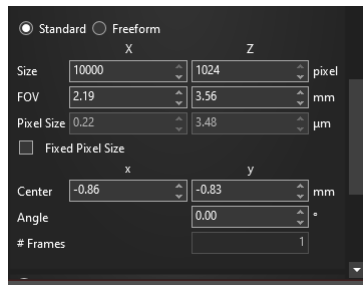 Standard Freeform
X Z
Size 10000 1024 pixel
FOV 2.19 3.56 mm
Pixel Size 0.22 3.48 µm
Fixed Pixel Size
x y
Center -0.86 -0.83 mm
Angle 0.00 °
# Frames 1